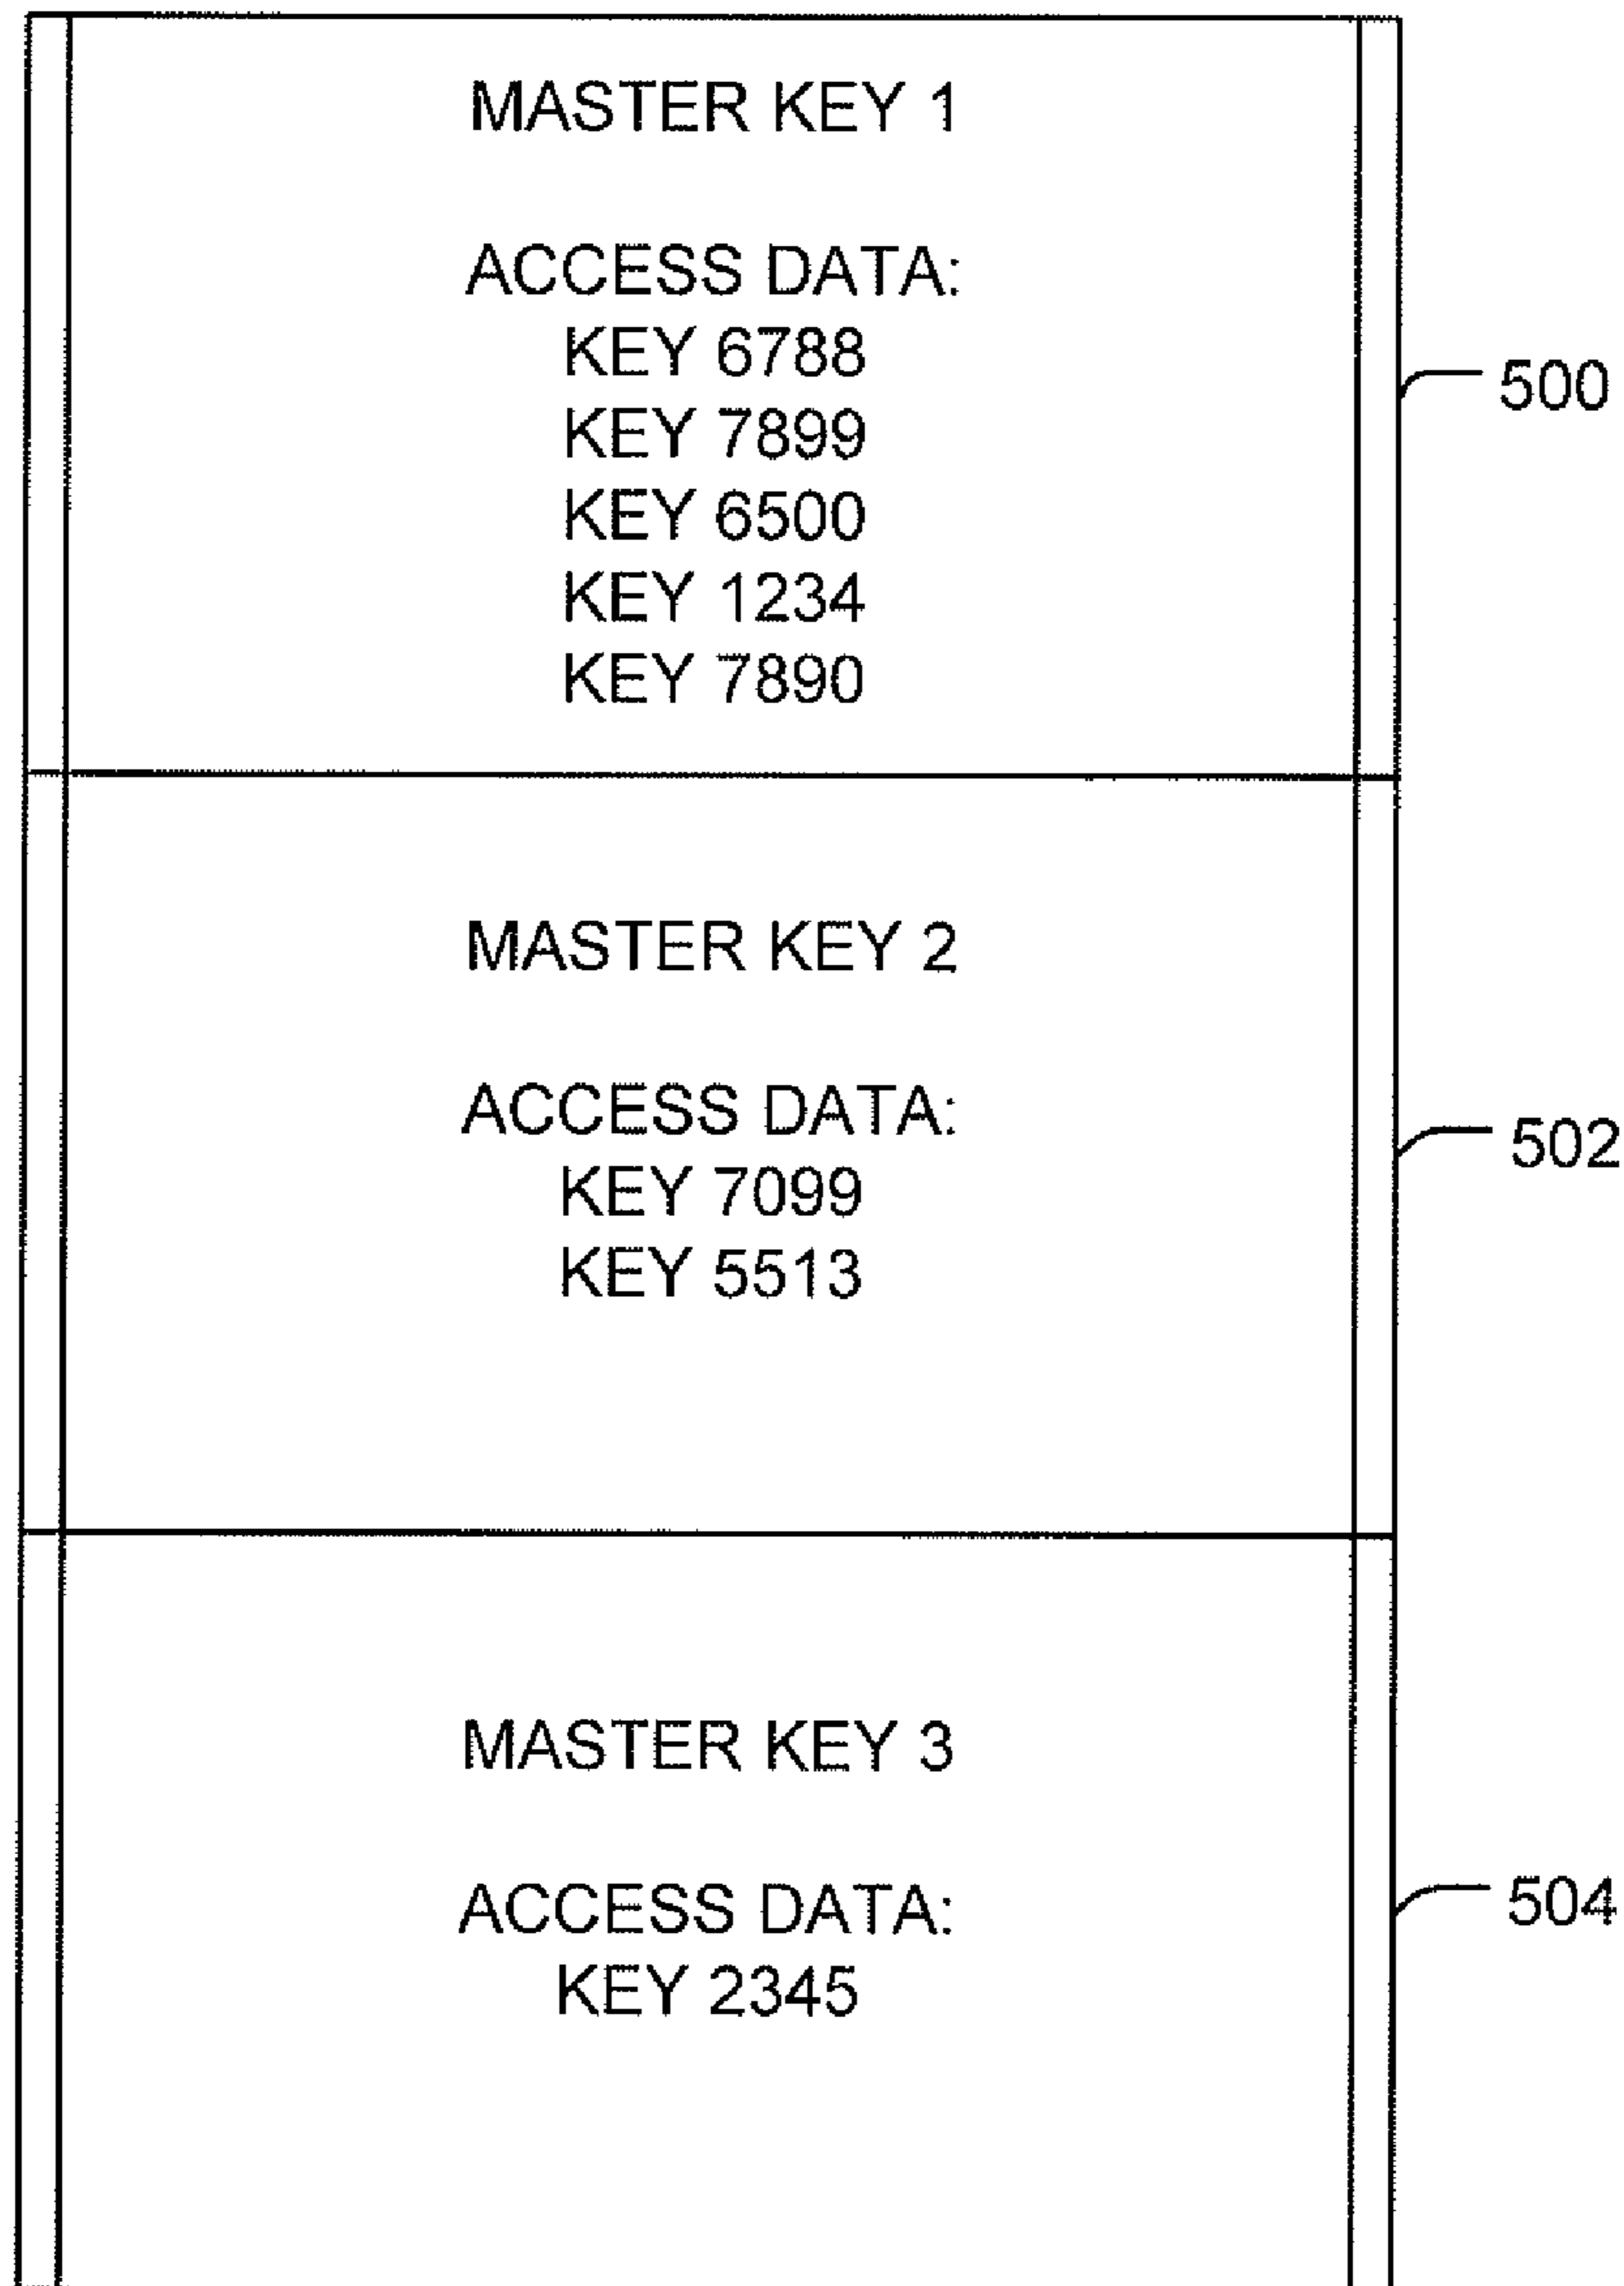 MASTER KEY 1
ACCESS DATA:
KEY 6788
KEY 7899
500
KEY 6500
KEY 1234
KEY 7890
MASTER KEY 2
ACCESS DATA:
502
KEY 7099
KEY 5513
MASTER KEY 3
ACCESS DATA:
504
KEY 2345